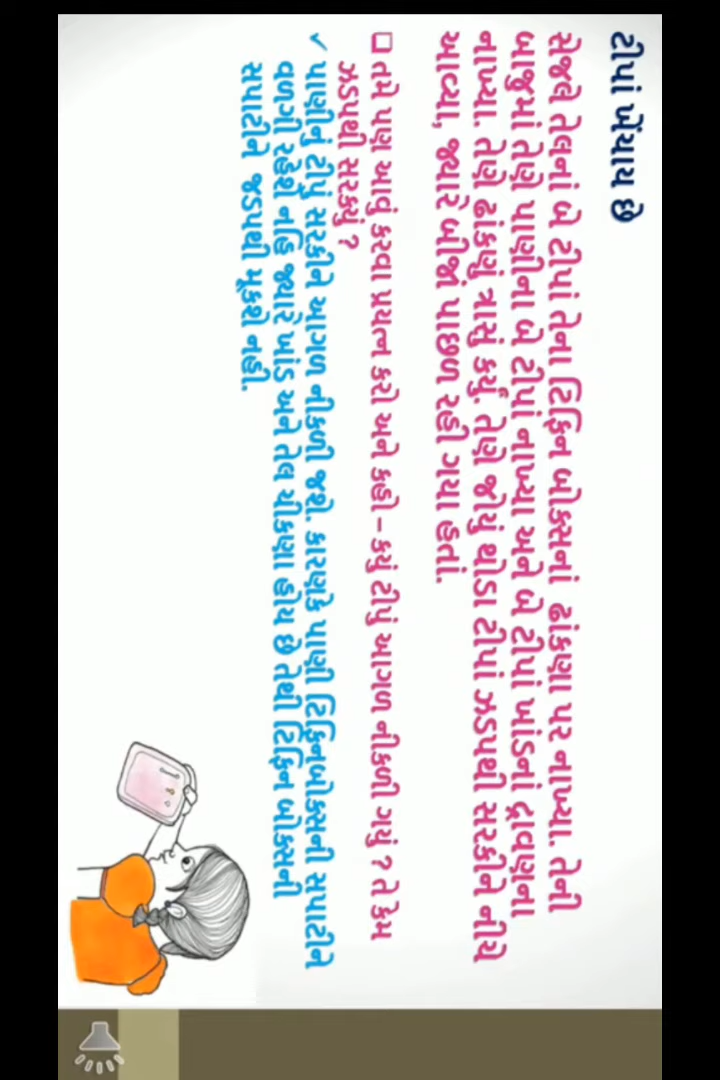 ટીપાં ખેંચાય છે
સેજલે તેલનાં બે ટીપાં તેના ટિફિન બોક્સનાં ઢાંકણા પર નાખ્યા. તેની
બાજુમાં તેણે પાણીના બે ટીપાં નાખ્યા અને બે ટીપાં ખાંડનાં દ્રાવણના
નાખ્યા. તેણે ઢાંકણું ત્રાસું કર્યું. તેણે જોયું થોડા ટીપાં ઝડપથી સરકીને નીચે
આવ્યા, જ્યારે બીજાં પાછળ રહી ગયા હતાં.
❑ તમે પણ આવું કરવા પ્રયત્ન કરો અને કહો – કયું ટીપું આગળ નીકળી ગયું ? તે કેમ
ઝડપથી સરક્યું ?
✓ પાણીનું ટીપું સરકીને આગળ નીકળી જશે. કારણકે પાણી ટિફિનબોક્સની સપાટીને
વળગી રહેશે નહિ જ્યારે ખાંડ અને તેલ ચીકણા હોય છે તેથી ટિફિન બોક્સની
સપાટીને જડપથી મૂકશે નહી.